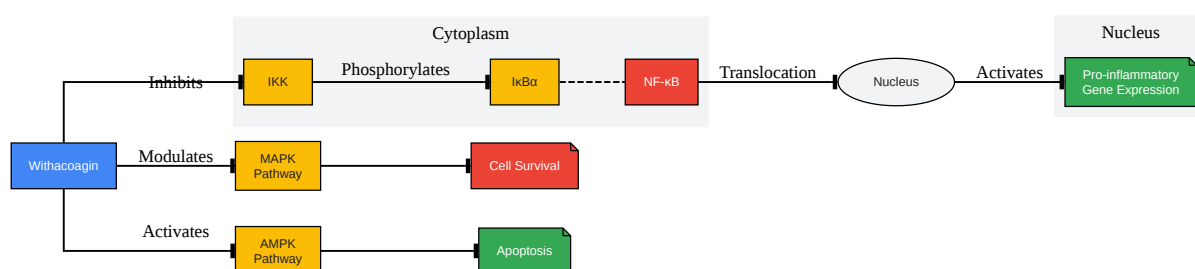 Cytoplasm
Nucleus
Inhibits
IKK
Phosphorylates
IκBα
NF-κB
Translocation
Nucleus
Activates
Pro-inflammatory
Gene Expression
Withacoagin
Modulates
MAPK
Pathway
Cell Survival
Activates
AMPK
Pathway
Apoptosis